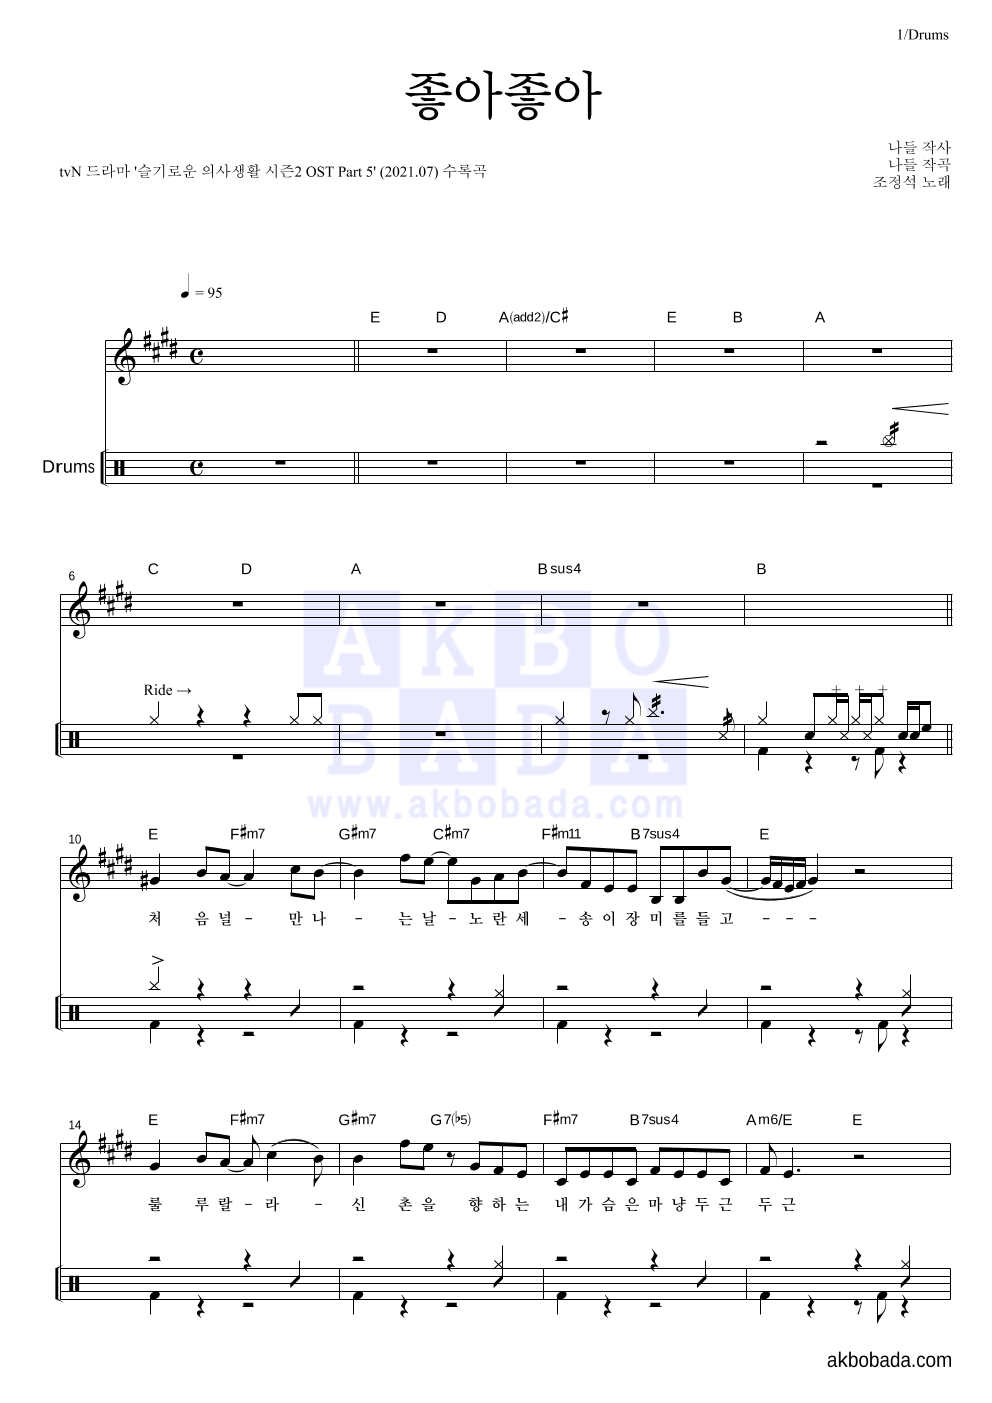 1/Drums
좋아좋아
나들 작사
나들 작곡
tvN 드라마 '슬기로운 의사생활 시즌2 OST Part 5' (2021.07) 수록곡
조정석 노래
♩ = 95
E D A(add2)/C♯ E B A
Drums
6
C D A B sus4 B
Ride →
AKBO
BADA
www.akbobada.com
10
E F♯m7 G♯m7 C♯m7 F♯m11 B7sus4 E
처 음 널 - 만 나 - 는 날 - 노 란 세 - 송 이 장 미 를 들 고 - - -
14
E F♯m7 G♯m7 G7(♭5) F♯m7 B7sus4 Am6/E E
룰 루 랄 - 라 - 신 촌 을 향 하 는 내 가 슴 은 마 냥 두 근 두 근
akbobada.com